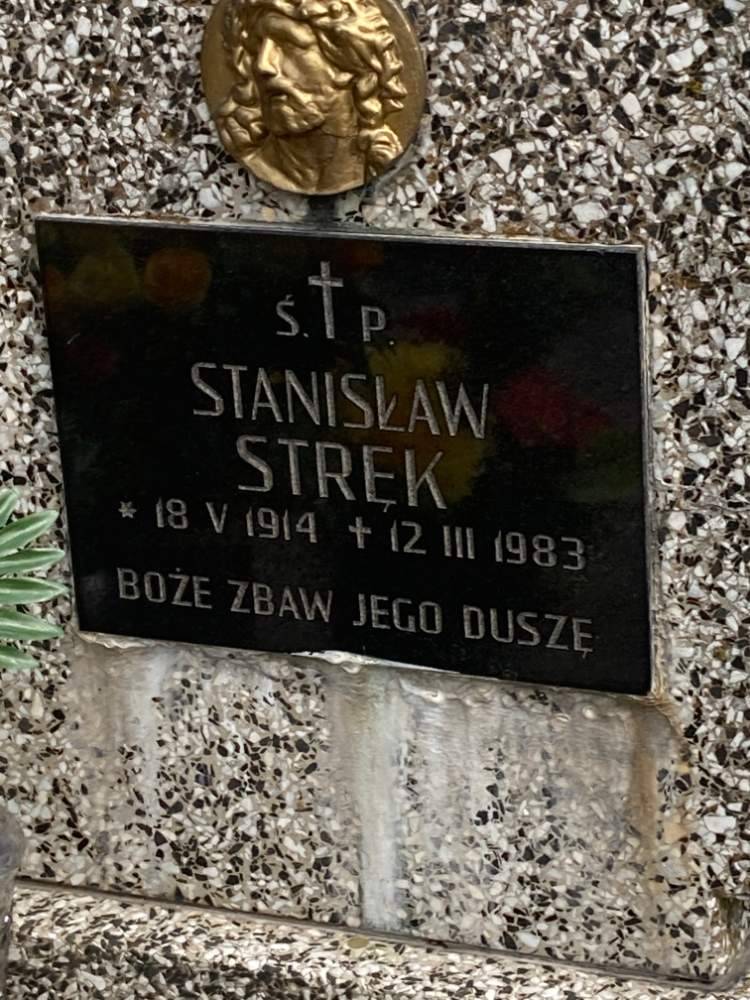 Ś. † P.
STANISŁAW
STRĘK
* 18 V 1914 † 12 III 1983
BOŻE ZBAW JEGO DUSZĘ